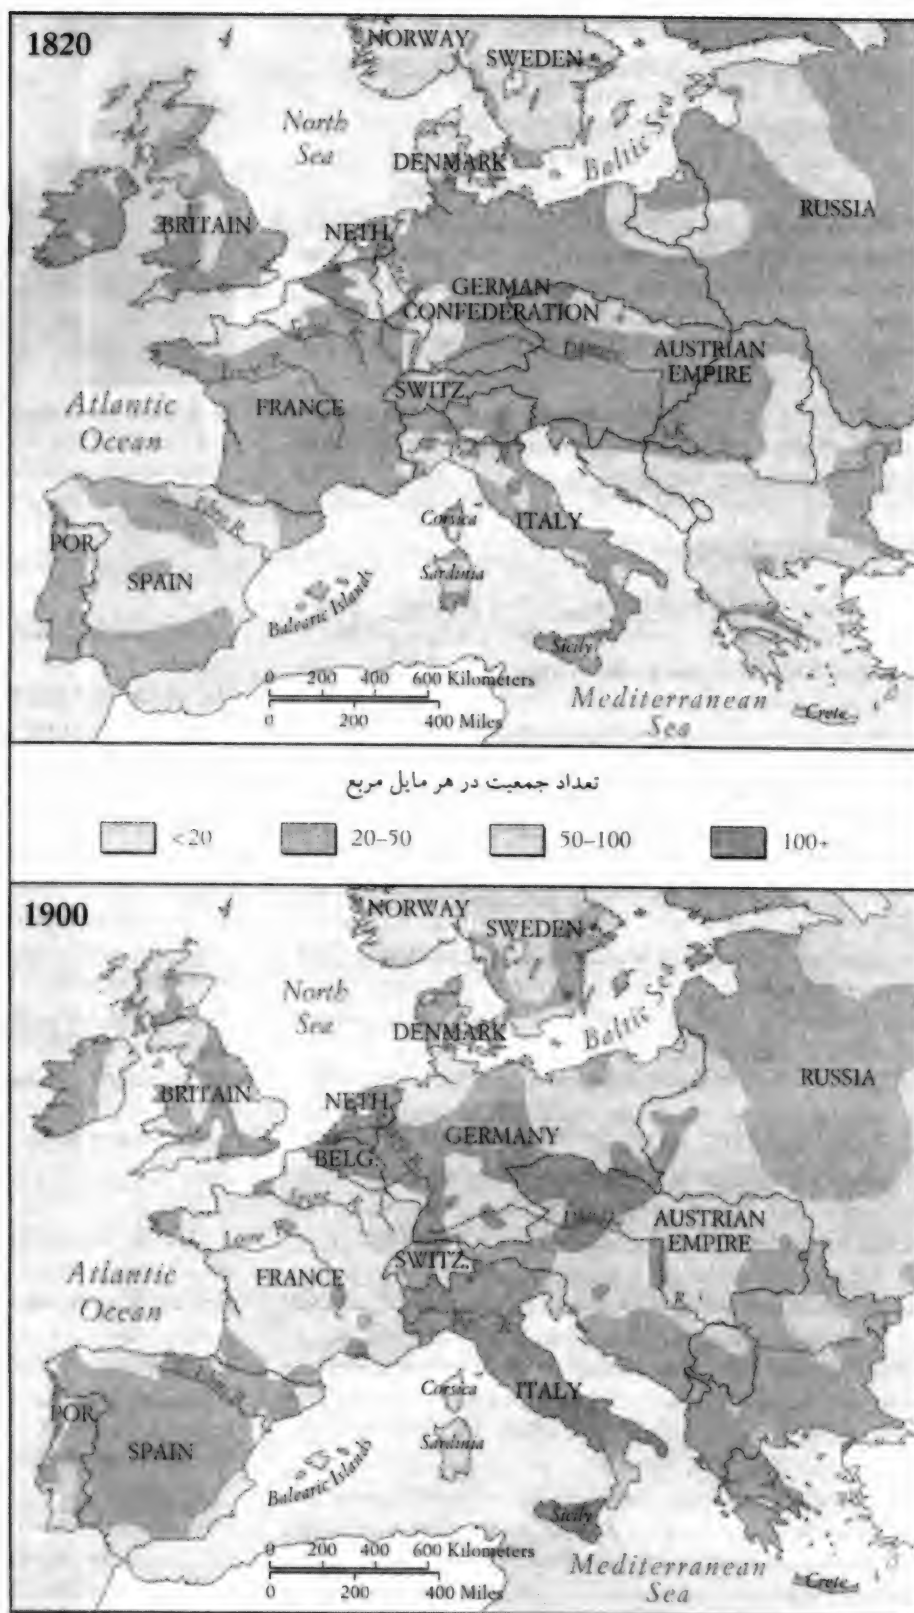 1820
NORWAY
SWEDEN
North
Sea
Baltic Sea
DENMARK
RUSSIA
BRITAIN
NETH.
GERMAN
CONFEDERATION
AUSTRIAN
EMPIRE
Loire R.
SWITZ.
FRANCE
Atlantic
Ocean
R.
Ebro R.
Corsica
ITALY
POR.
SPAIN
Sardinia
Balearic Islands
Sicily
0 200 400 600 Kilometers
0 200 400 Miles
Mediterranean
Sea
Crete
تعداد جمعیت در هر مایل مربع
<20 20–50 50–100 100+
1900
NORWAY
SWEDEN
North
Sea
Baltic Sea
DENMARK
RUSSIA
BRITAIN
NETH.
GERMANY
BELG.
Loire
AUSTRIAN
EMPIRE
SWITZ.
FRANCE
Atlantic
Ocean
R.
R.
Ebro R.
Corsica
ITALY
POR.
SPAIN
Sardinia
Balearic Islands
Sicily
0 200 400 600 Kilometers
0 200 400 Miles
Mediterranean
Sea
Crete